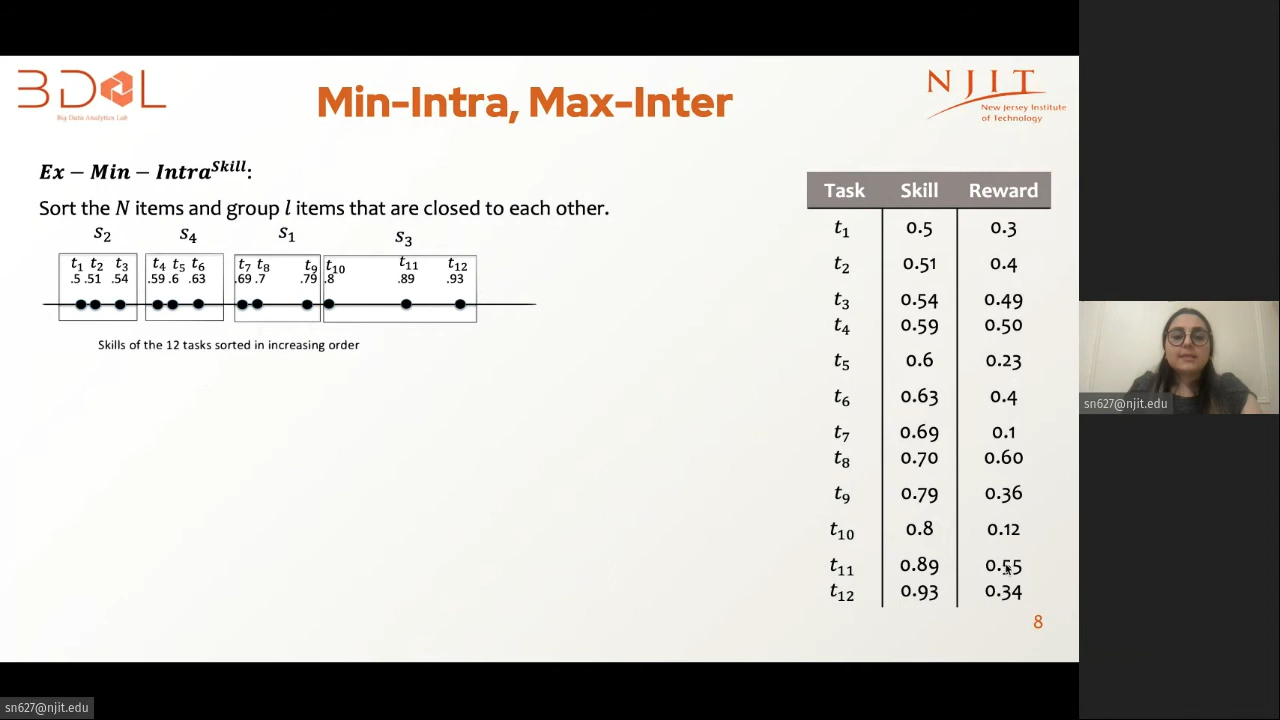 BDAL
Big Data Analytics Lab
Min-Intra, Max-Inter
NJIT
New Jersey Institute
of Technology
Ex − Min − Intra^Skill:
Sort the N items and group l items that are closed to each other.
s₂ s₄ s₁ s₃
t₁ t₂ t₃ t₄ t₅ t₆ t₇ t₈ t₉ t₁₀ t₁₁ t₁₂
.5 .51 .54 .59 .6 .63 .69 .7 .79 .8 .89 .93
Skills of the 12 tasks sorted in increasing order
Task Skill Reward
t₁ 0.5 0.3
t₂ 0.51 0.4
t₃ 0.54 0.49
t₄ 0.59 0.50
t₅ 0.6 0.23
t₆ 0.63 0.4
t₇ 0.69 0.1
t₈ 0.70 0.60
t₉ 0.79 0.36
t₁₀ 0.8 0.12
t₁₁ 0.89 0.55
t₁₂ 0.93 0.34
8
sn627@njit.edu
sn627@njit.edu